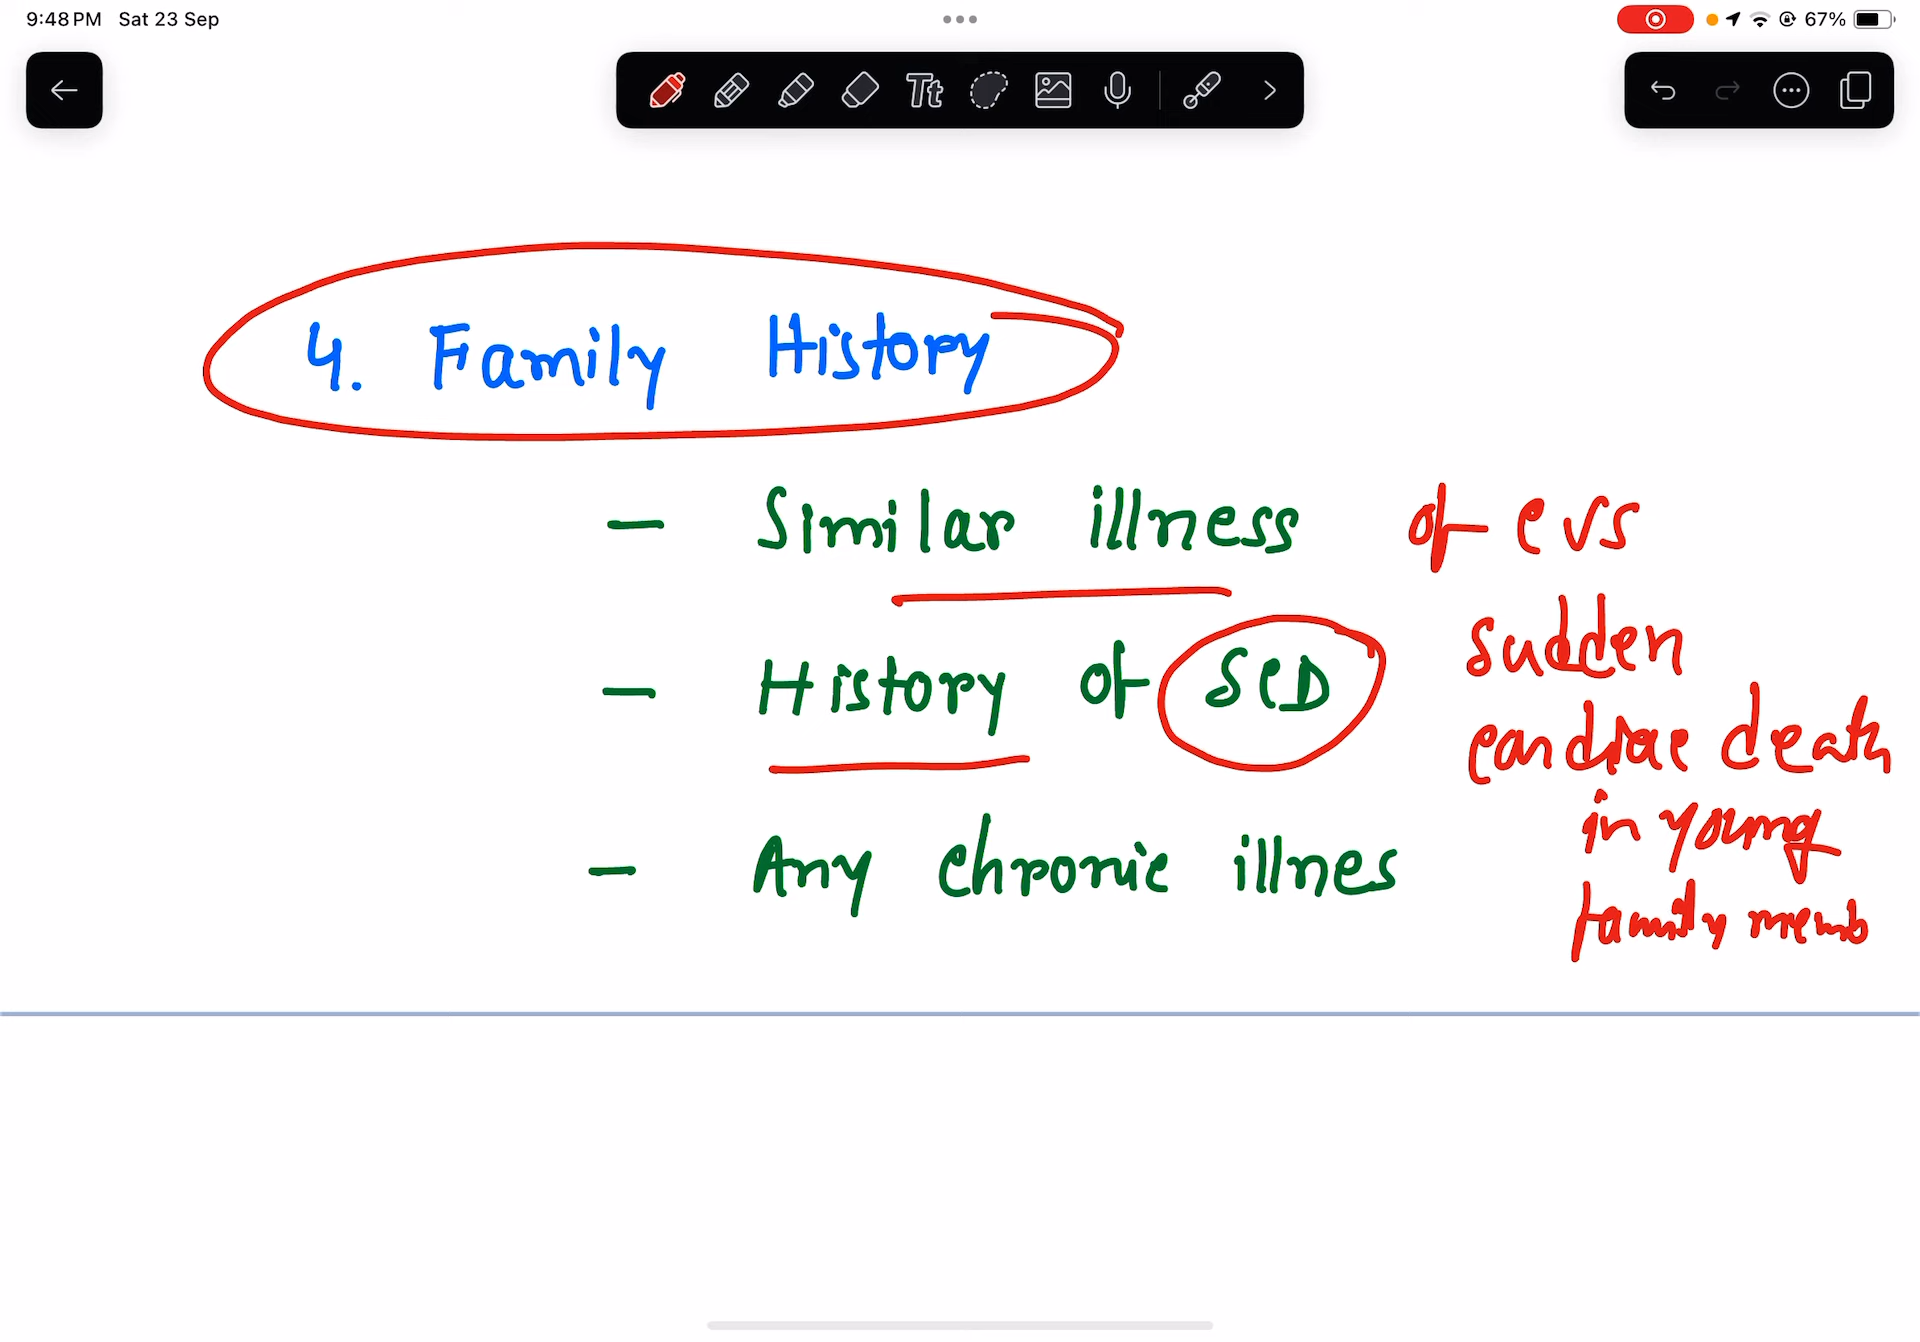 9:48 PM Sat 23 Sep
67%
Tt
4. Family History
- Similar illness of cvs
- History of SCD sudden
cardiac death
in young
family memb
- Any chronic illnes